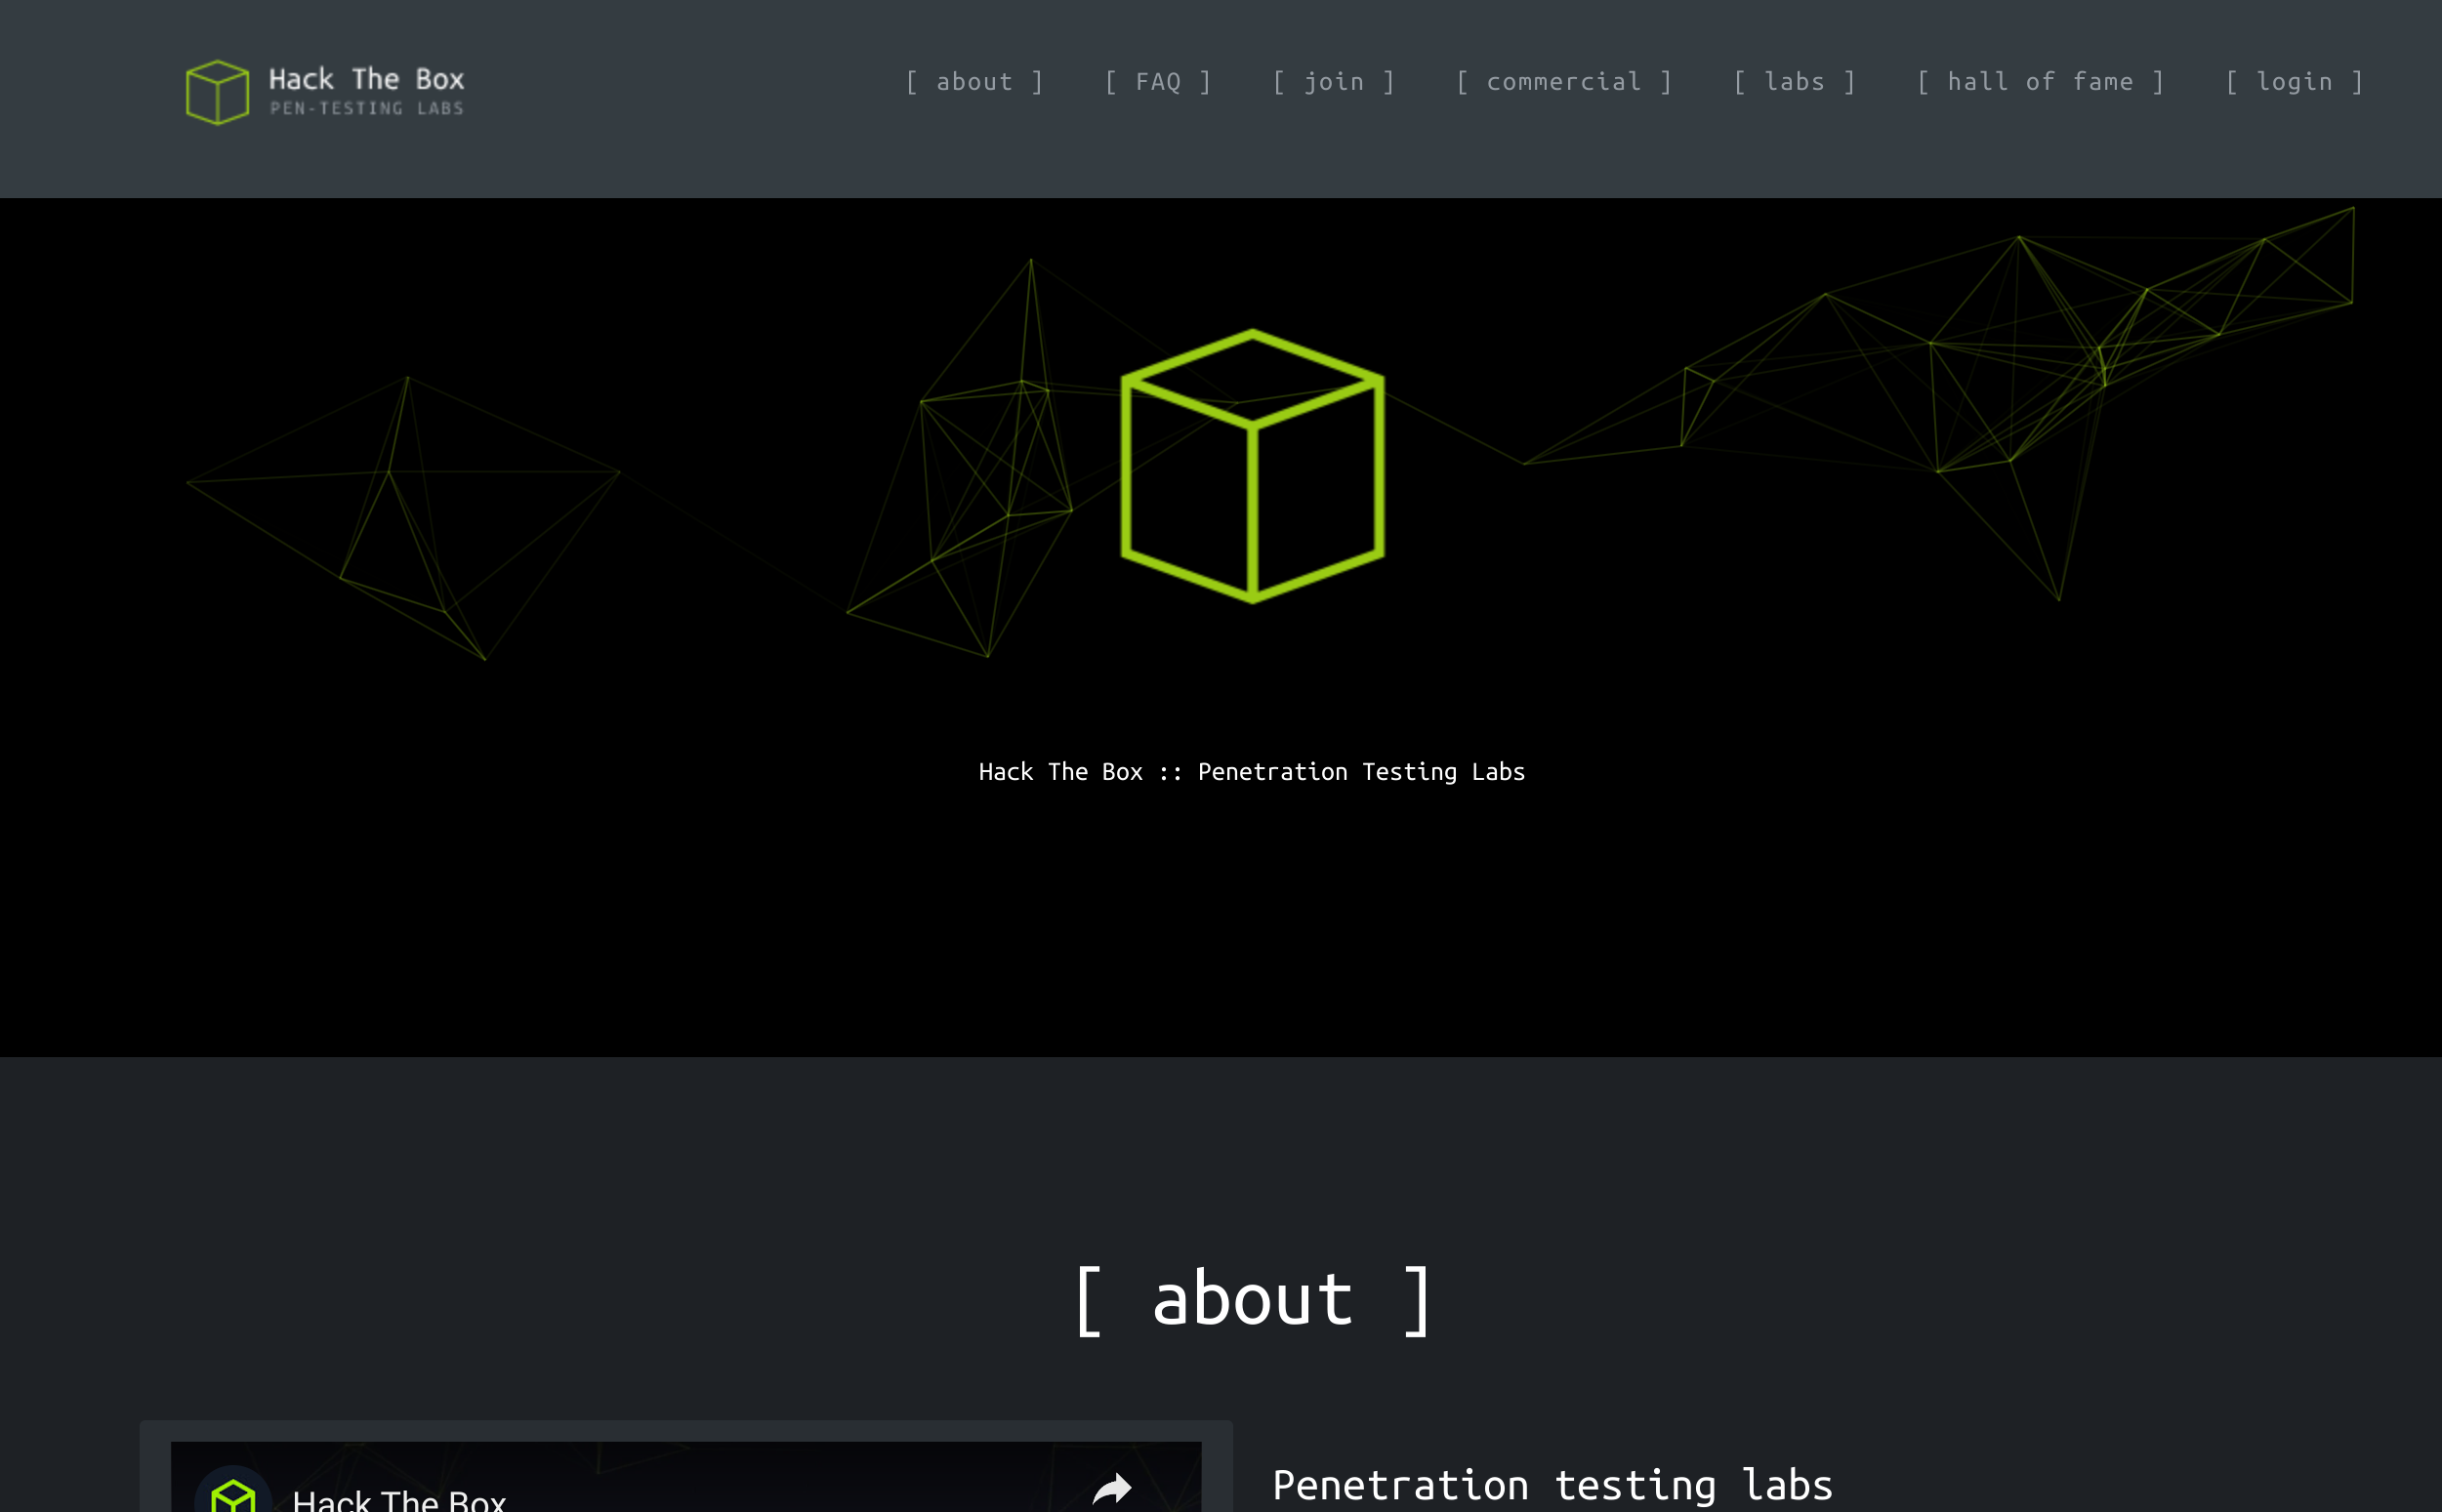 Hack The Box
PEN-TESTING LABS
[ about ] [ FAQ ] [ join ] [ commercial ] [ labs ] [ hall of fame ] [ login ]
Hack The Box :: Penetration Testing Labs
[ about ]
Hack The Box
Penetration testing labs